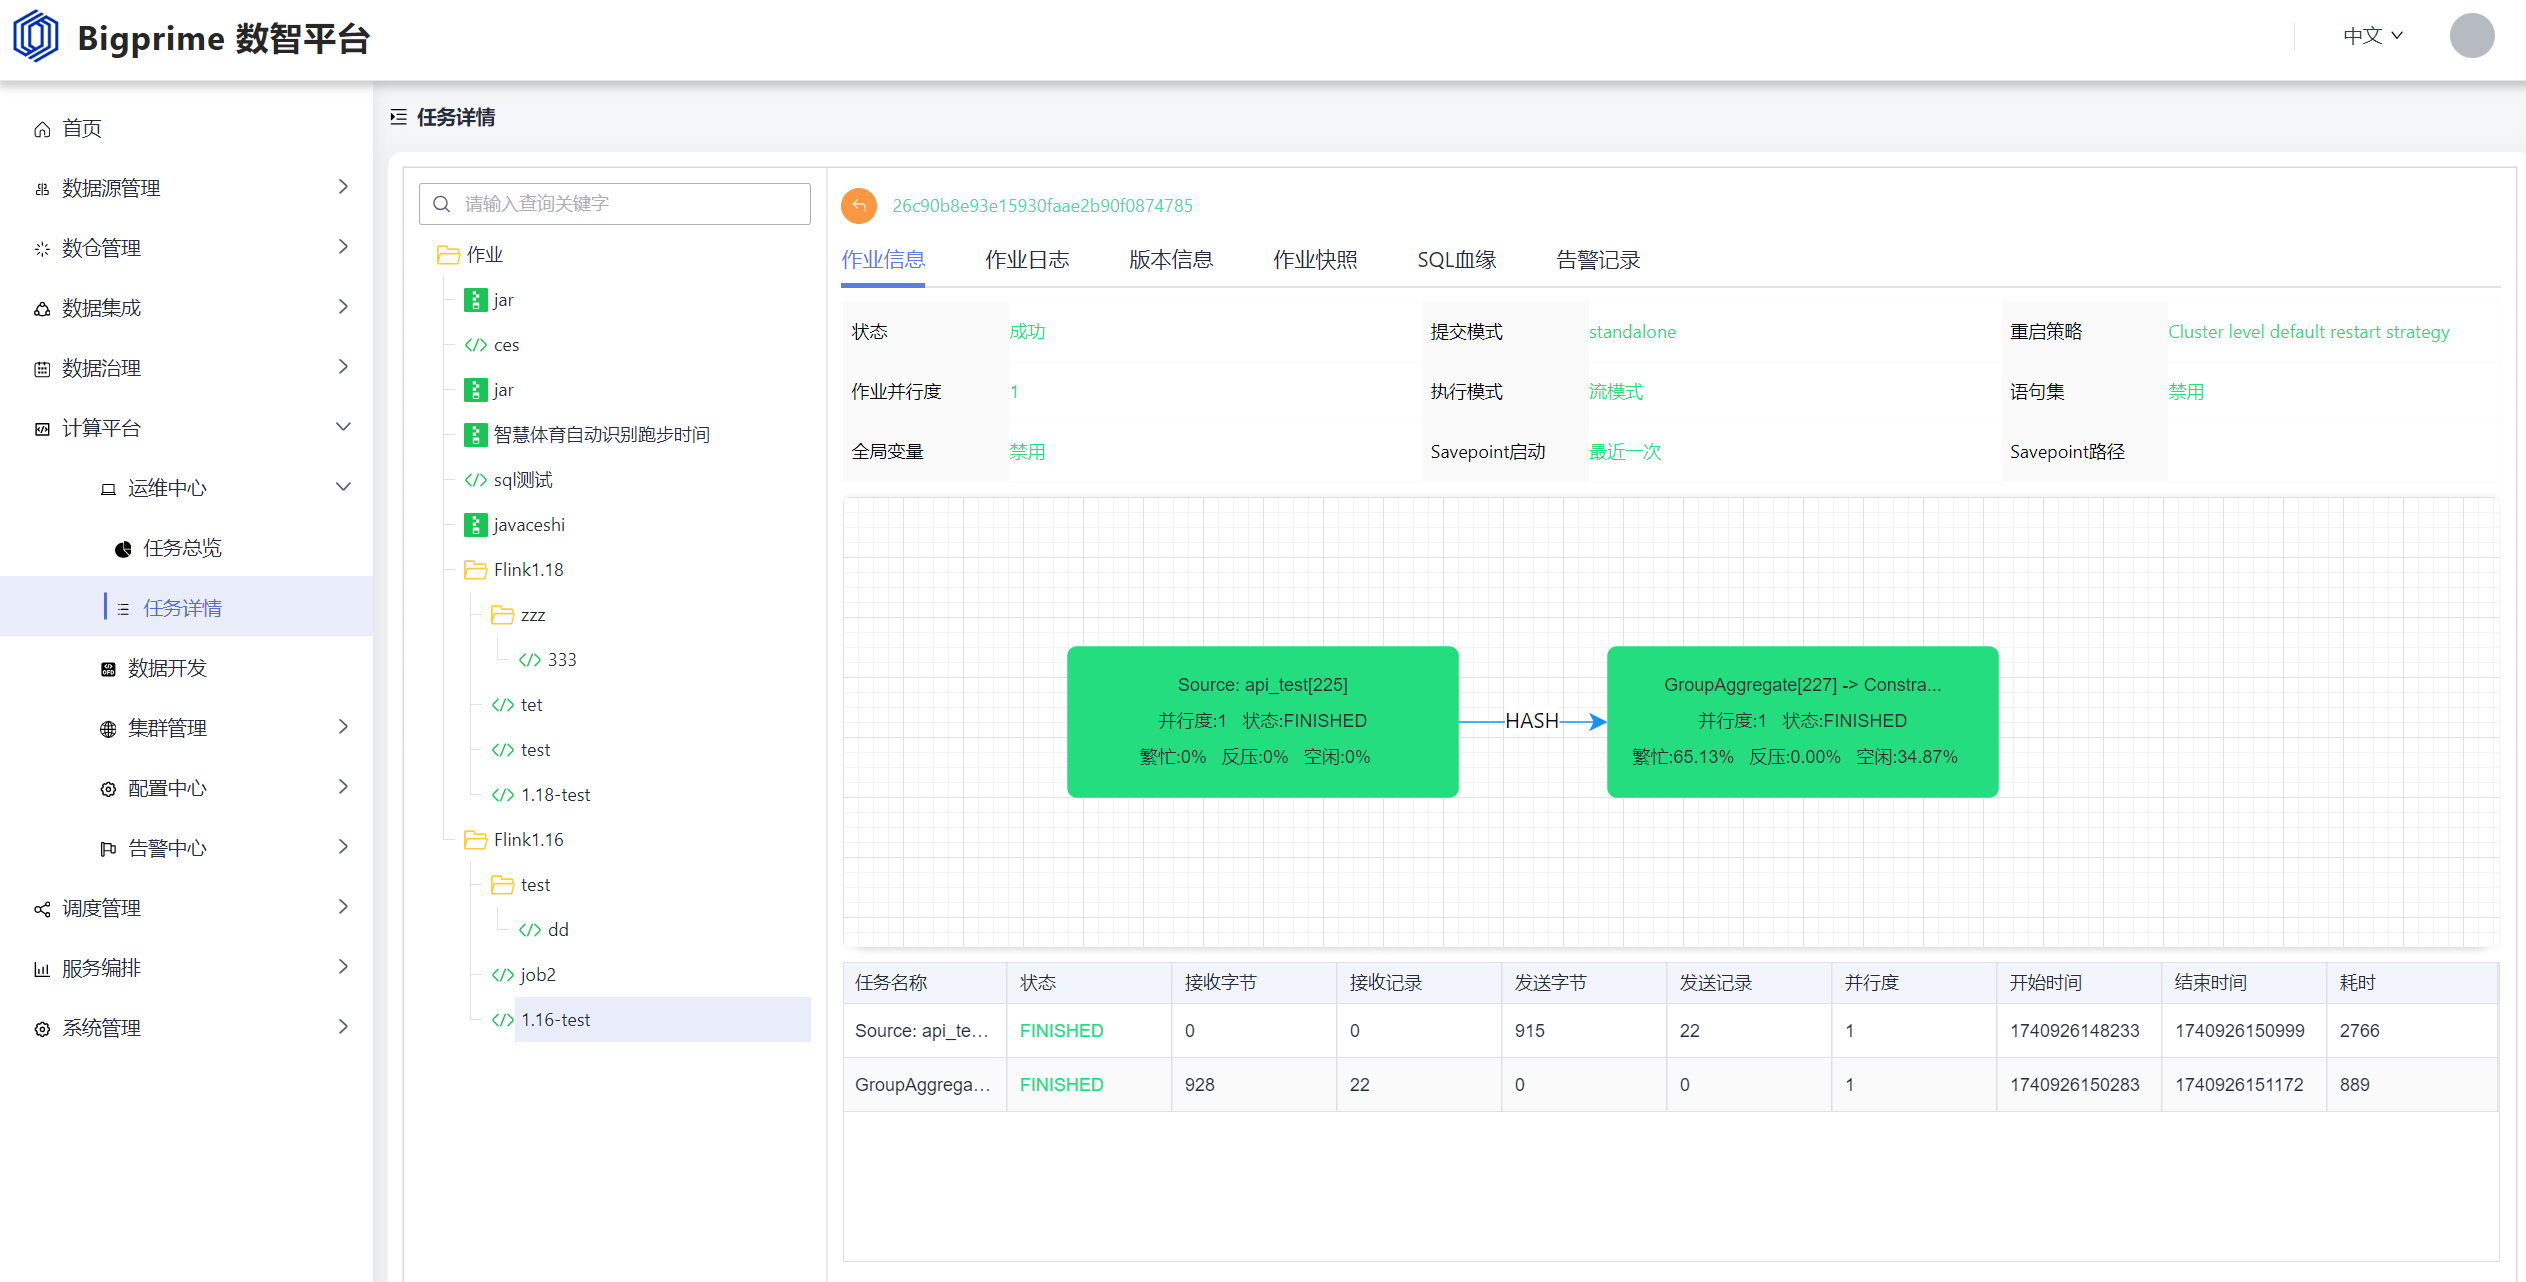 Bigprime 数智平台
中文
首页
数据源管理
数仓管理
数据集成
数据治理
计算平台
运维中心
任务总览
任务详情
数据开发
集群管理
配置中心
告警中心
调度管理
服务编排
系统管理
任务详情
请输入查询关键字
作业
jar
ces
jar
智慧体育自动识别跑步时间
sql测试
javaceshi
Flink1.18
zzz
333
tet
test
1.18-test
Flink1.16
test
dd
job2
1.16-test
26c90b8e93e15930faae2b90f0874785
作业信息 作业日志 版本信息 作业快照 SQL血缘 告警记录
状态 成功 提交模式 standalone 重启策略 Cluster level default restart strategy
作业并行度 1 执行模式 流模式 语句集 禁用
全局变量 禁用 Savepoint启动 最近一次 Savepoint路径
Source: api_test[225]
并行度:1 状态:FINISHED
繁忙:0% 反压:0% 空闲:0%
HASH
GroupAggregate[227] -> Constra...
并行度:1 状态:FINISHED
繁忙:65.13% 反压:0.00% 空闲:34.87%
任务名称 状态 接收字节 接收记录 发送字节 发送记录 并行度 开始时间 结束时间 耗时
Source: api_te... FINISHED 0 0 915 22 1 1740926148233 1740926150999 2766
GroupAggrega... FINISHED 928 22 0 0 1 1740926150283 1740926151172 889